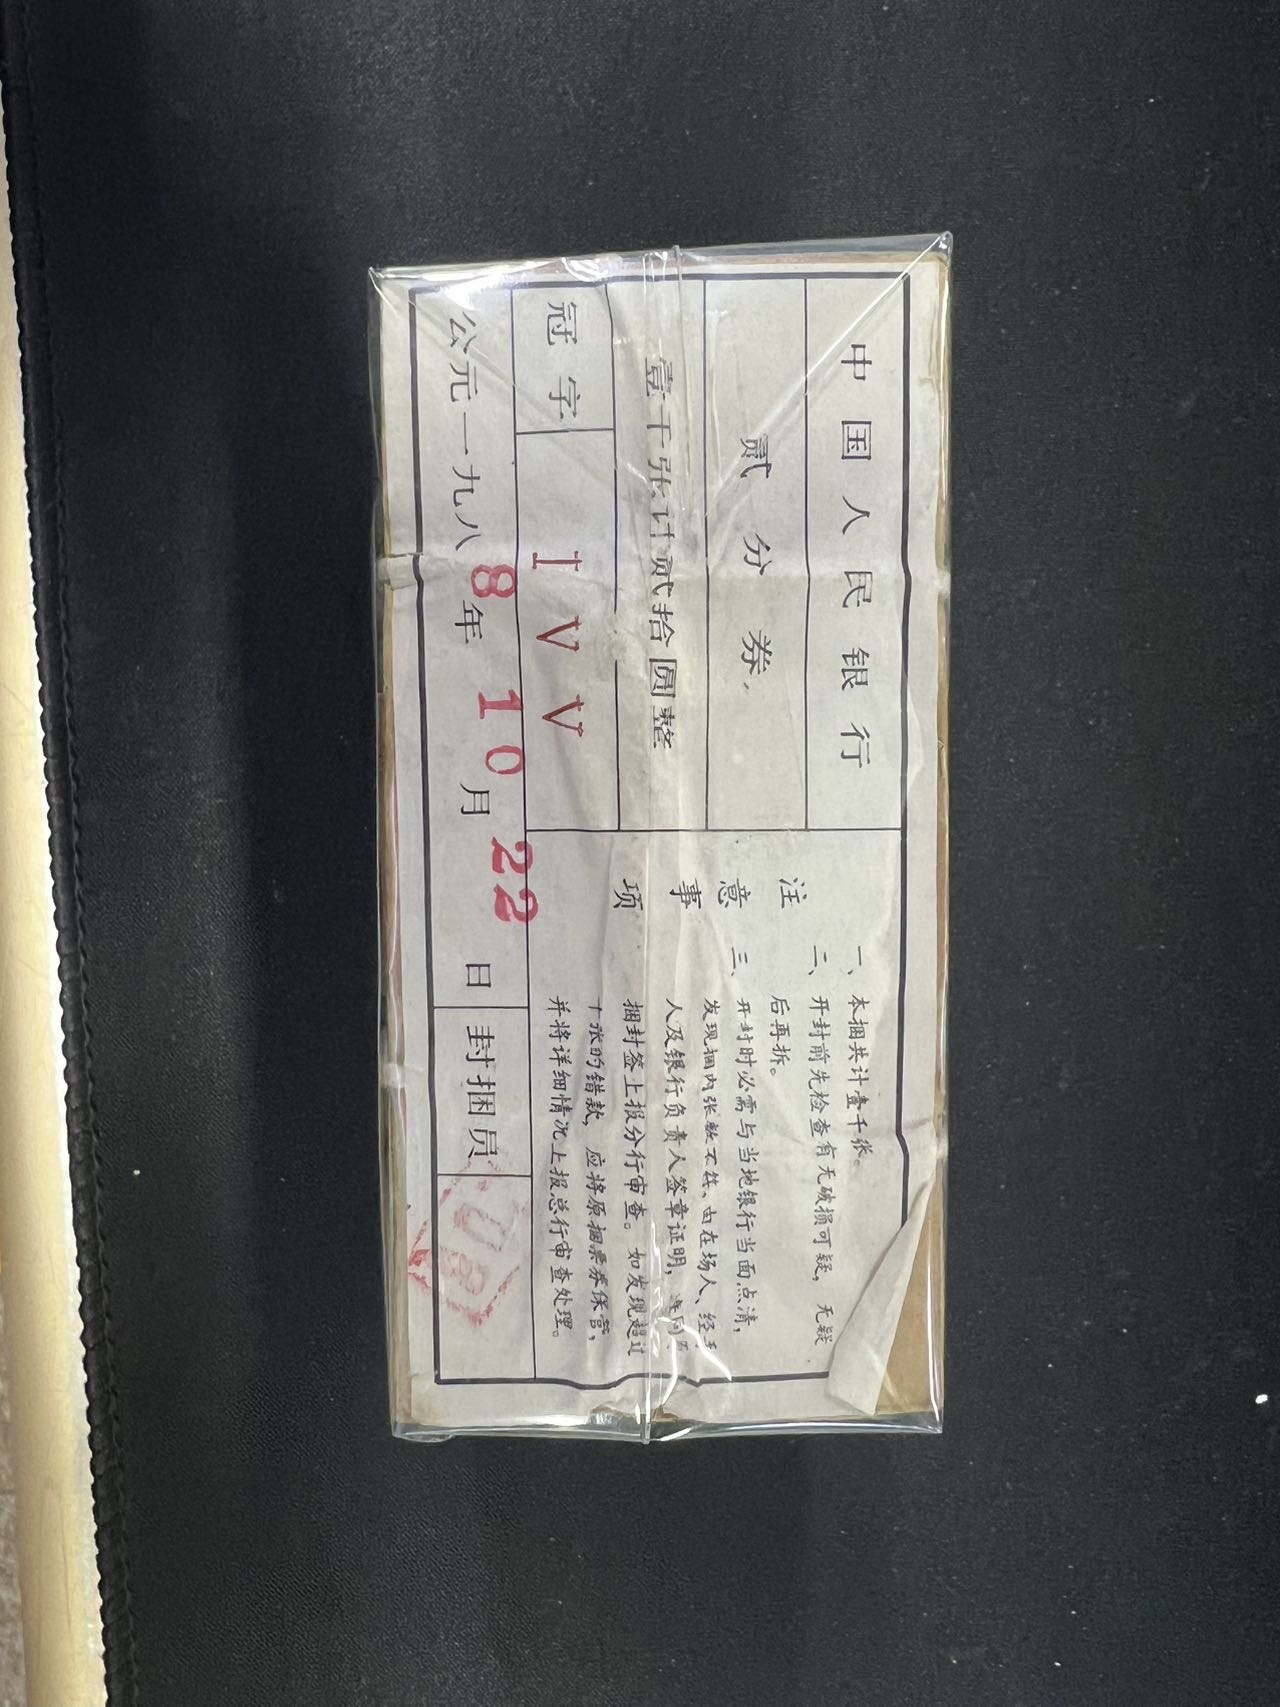 中国人民银行
贰分券
壹千张计贰拾圆整
冠字 I V V
公元一九八8年10月22日
封捆员
注意事项
一、本捆共计壹千张。
二、开封前先检查有无破损可疑，无疑
后再拆。
三、开封时必需与当地银行当面点清，
发现捆内张数不符、由在场人、经手
人及银行负责人签章证明，
捆封签上报分行审查。如发现超过
十张的错款，应将原捆票券保管，
并将详细情况上报总行审查处理。